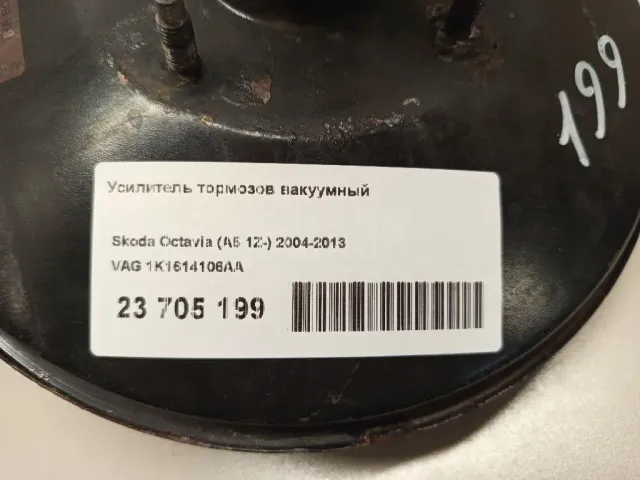 199
Усилитель тормозов вакуумный
Skoda Octavia (A5 1Z-) 2004-2013
VAG 1K1614106AA
23 705 199